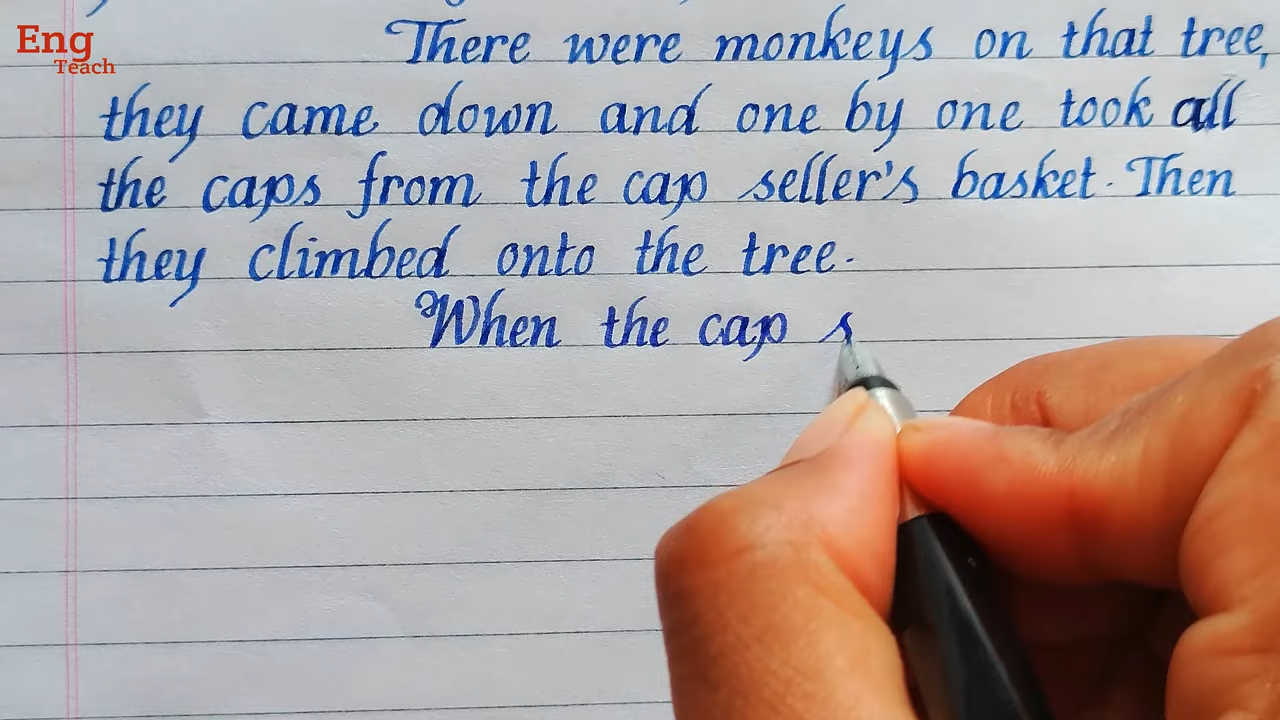 Eng
Teach
There were monkeys on that tree,
they came down and one by one took all
the caps from the cap seller's basket. Then
they climbed onto the tree.
When the cap s